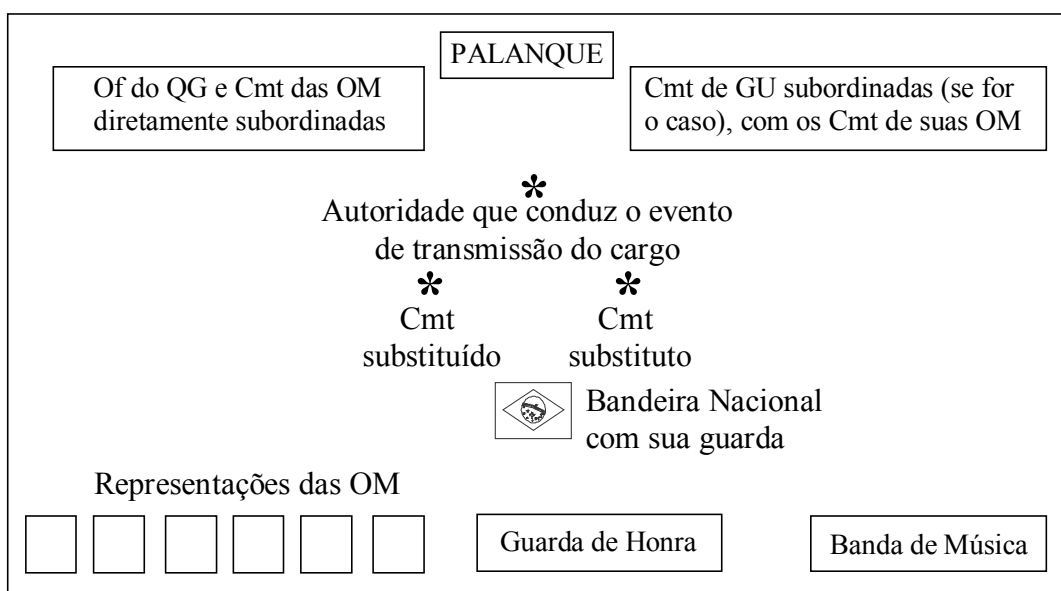 PALANQUE
Of do QG e Cmt das OM
diretamente subordinadas
Cmt de GU subordinadas (se for
o caso), com os Cmt de suas OM
*
Autoridade que conduz o evento
de transmissão do cargo
* *
Cmt
substituído
Cmt
substituto
Bandeira Nacional
com sua guarda
Representações das OM
Guarda de Honra
Banda de Música